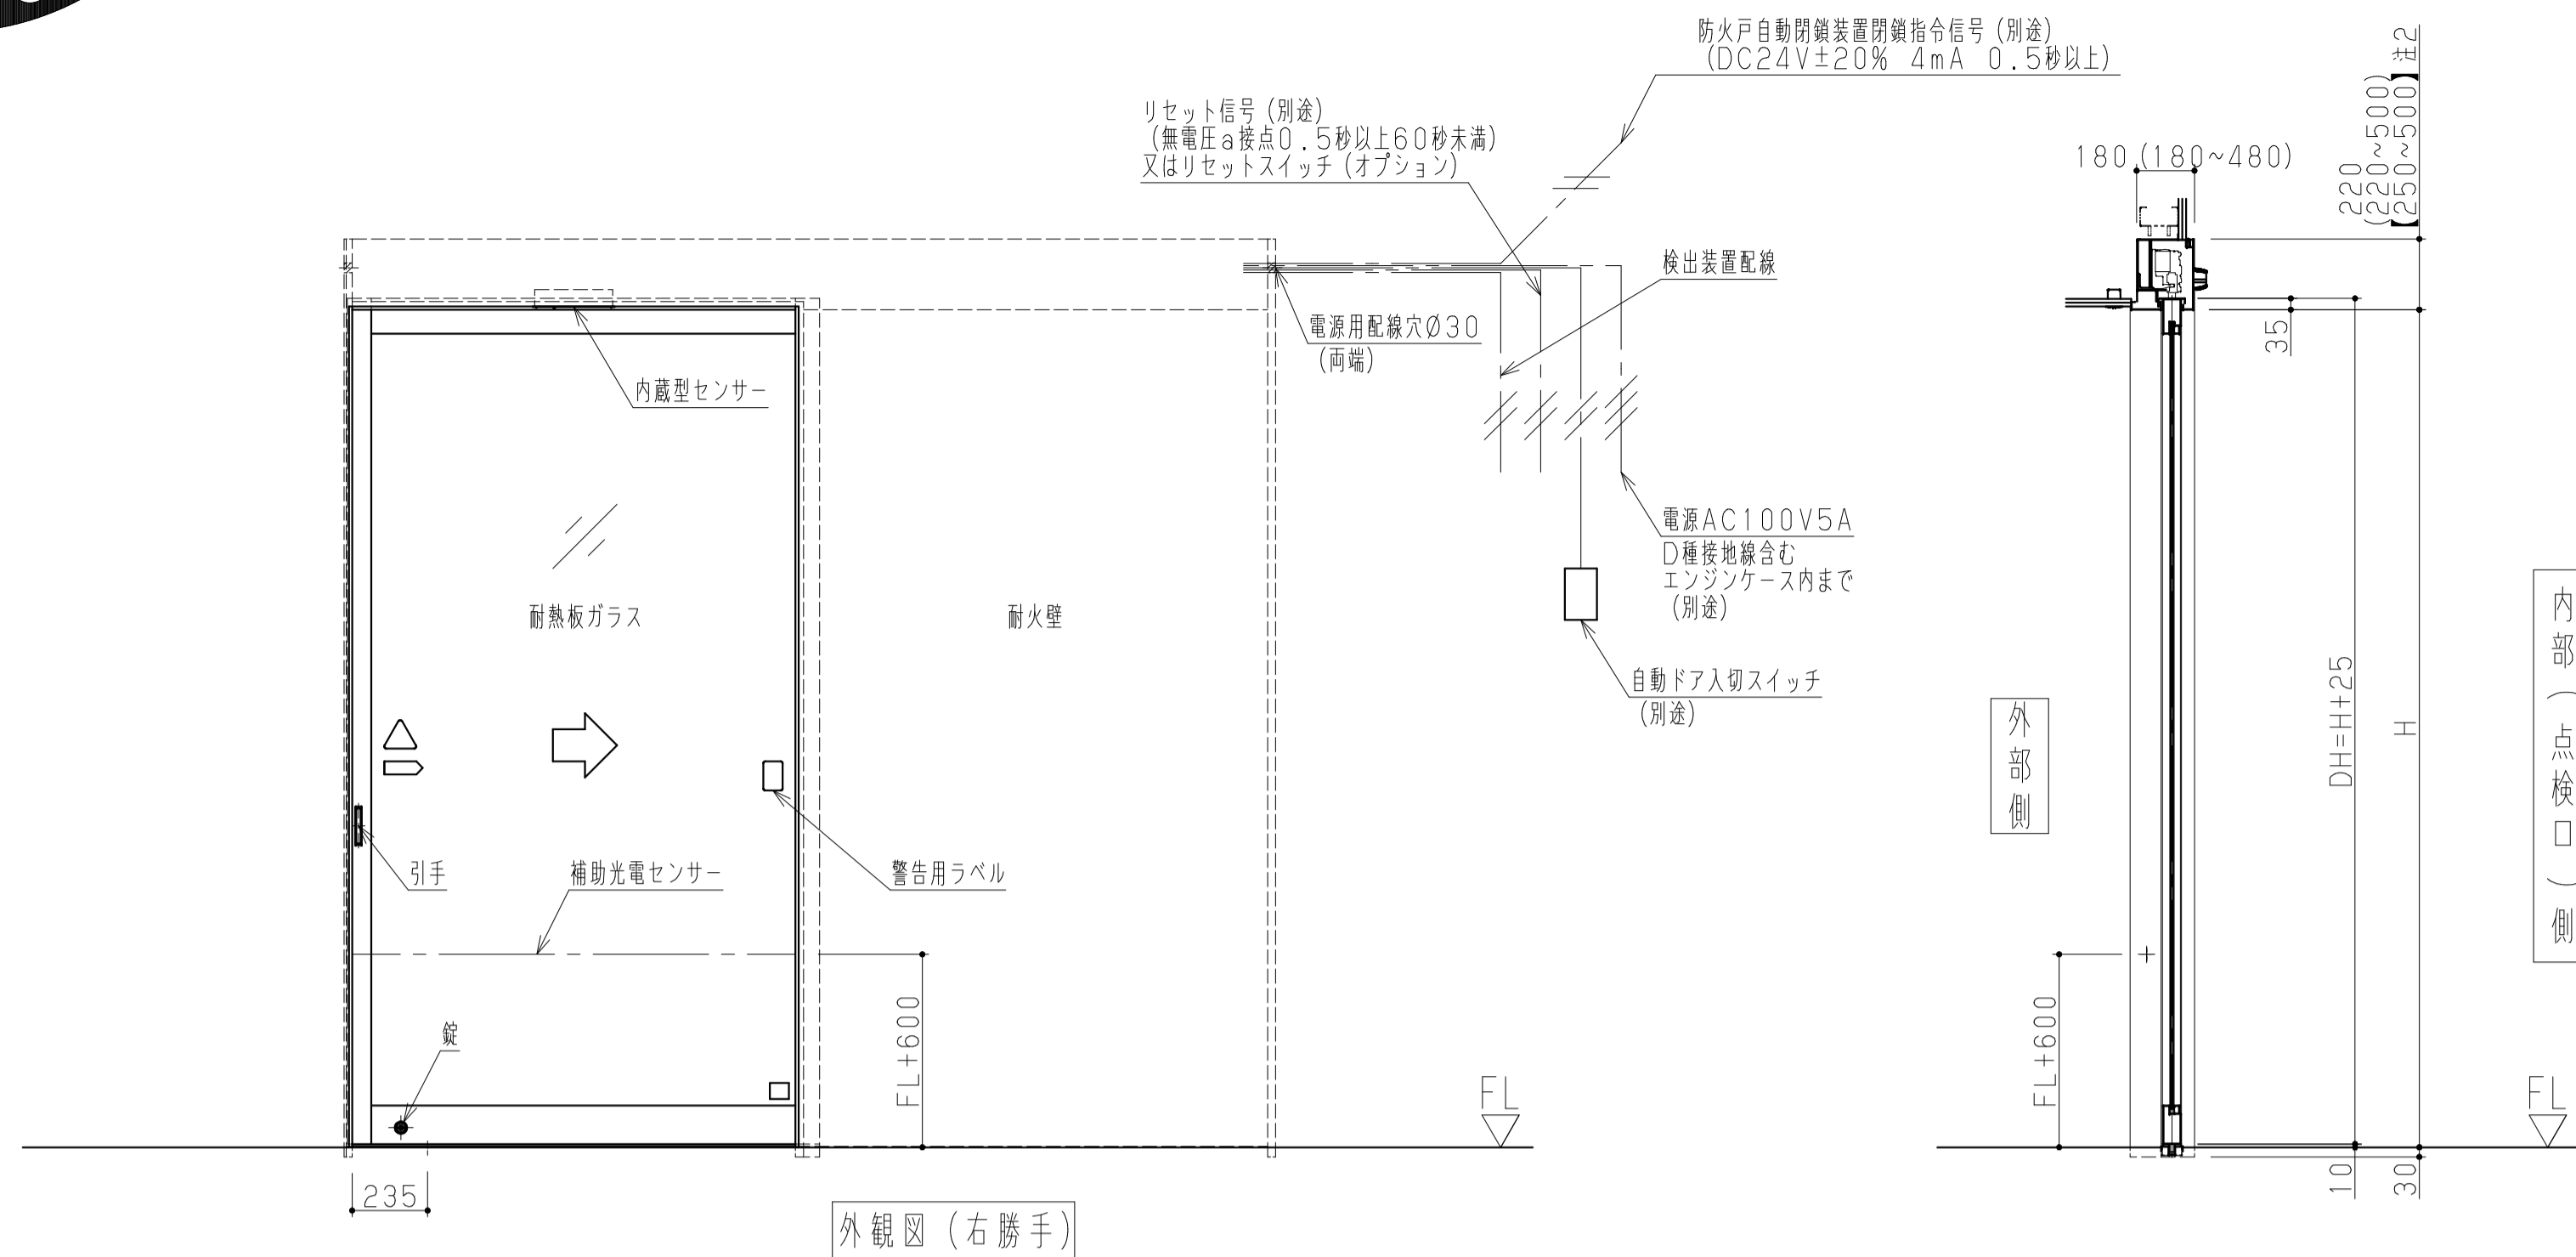 防火戸自動閉鎖装置閉鎖指令信号(別途)
(DC24V±20% 4mA 0.5秒以上)
リセット信号(別途)
(無電圧a接点0.5秒以上60秒未満)
又はリセットスイッチ(オプション)
検出装置配線
電源用配線穴Ø30
(両端)
内蔵型センサー
電源AC100V5A
D種接地線含む
エンジンケース内まで
(別途)
耐熱板ガラス
耐火壁
自動ドア入切スイッチ
(別途)
引手
補助光電センサー
警告用ラベル
錠
FL+600
FL
235
外観図(右勝手)
180(180~480)
220
(220~500)
【250~500】注2
35
DH=H+25
H
外部側
内部(点検口)側
FL+600
FL
10
30